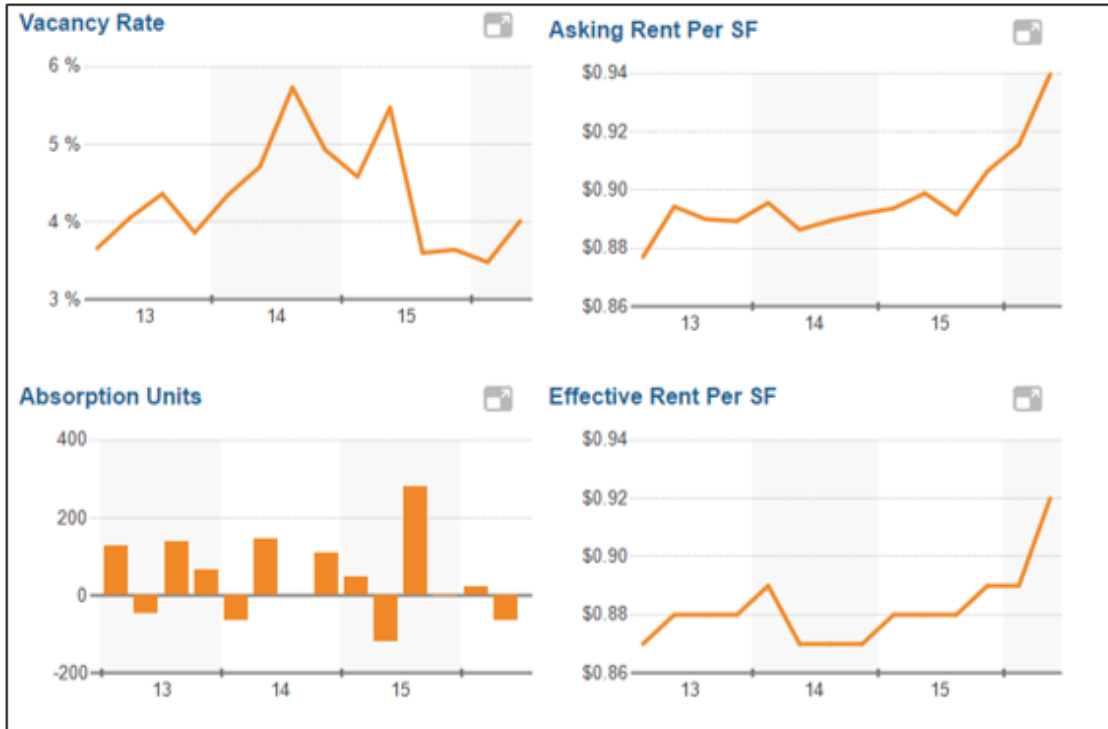 Vacancy Rate
6 %
5 %
4 %
3 %
13 14 15
Asking Rent Per SF
$0.94
$0.92
$0.90
$0.88
$0.86
13 14 15
Absorption Units
400
200
0
-200
13 14 15
Effective Rent Per SF
$0.94
$0.92
$0.90
$0.88
$0.86
13 14 15